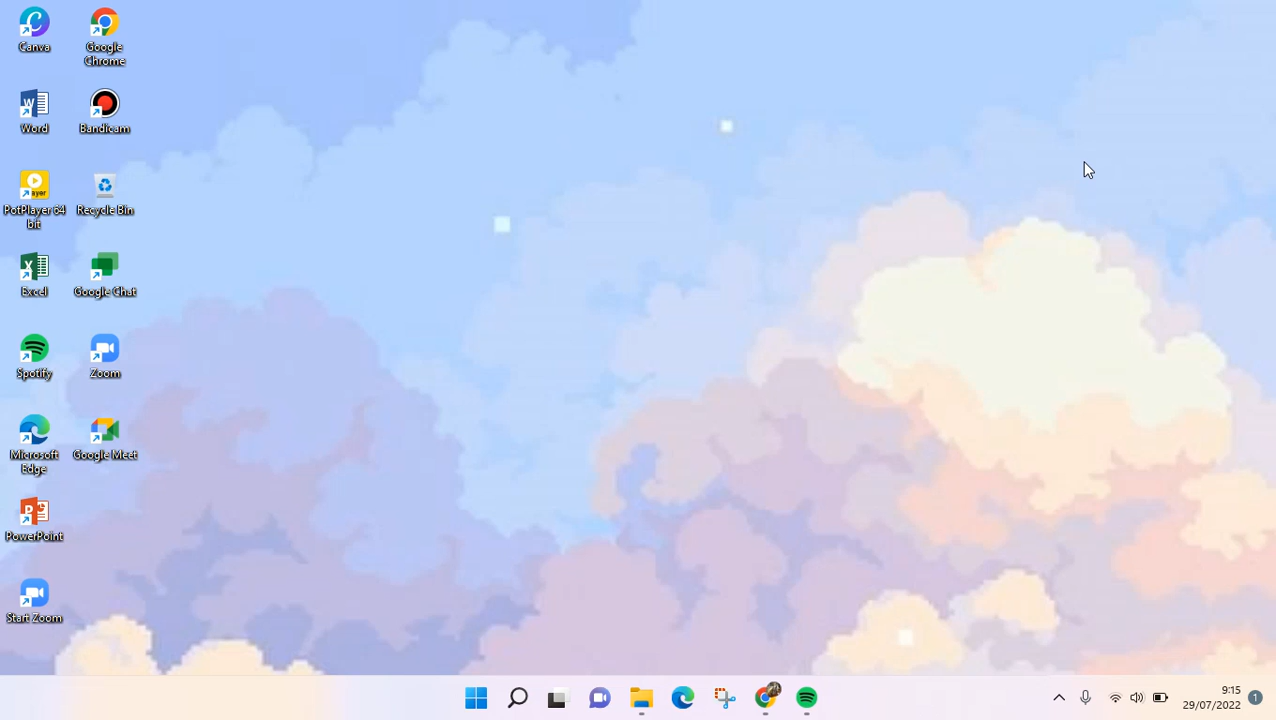 Canva
Google
Chrome
Word
Bandicam
PotPlayer 64
bit
Recycle Bin
Excel
Google Chat
Spotify
Zoom
Microsoft
Edge
Google Meet
PowerPoint
Start Zoom
9:15
29/07/2022
1